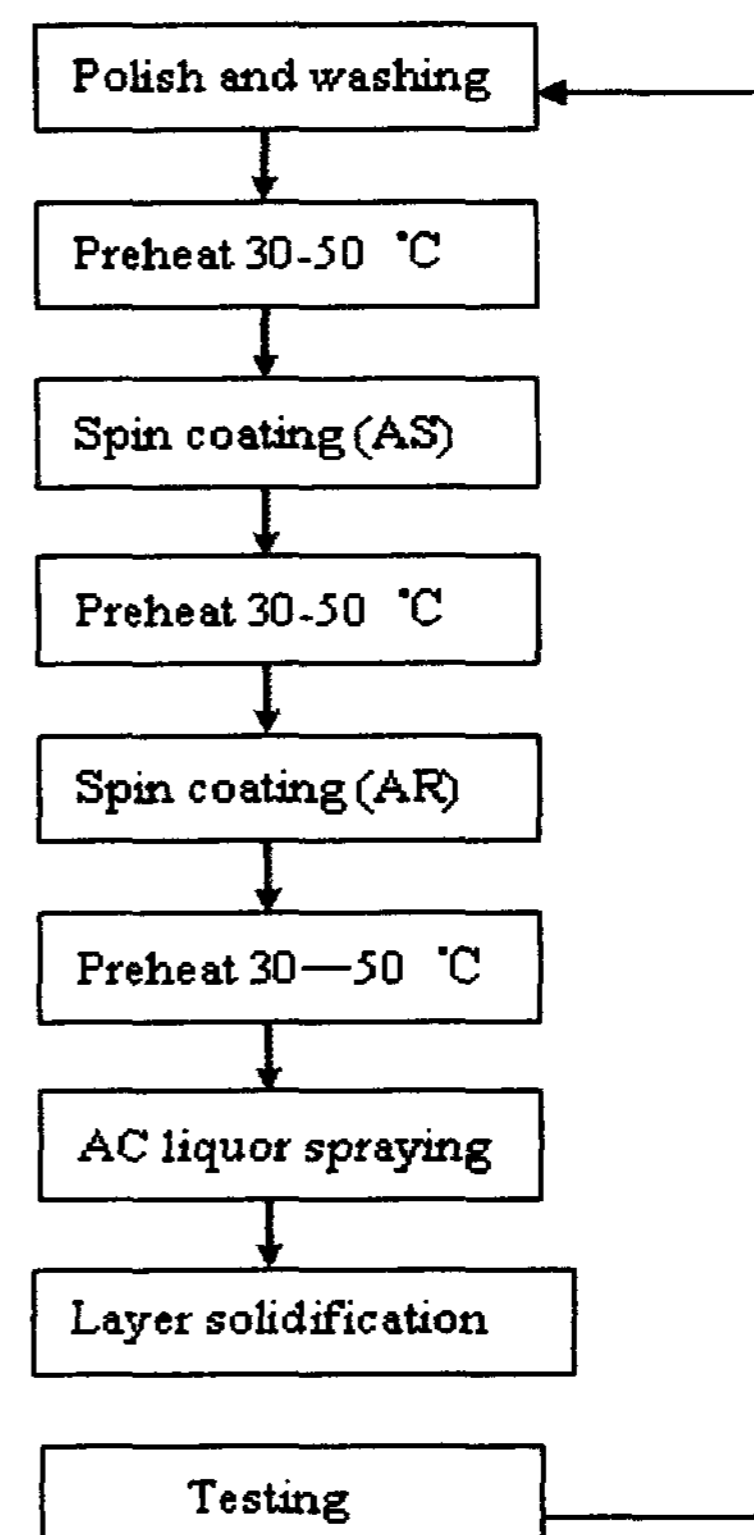 Polish and washing
Preheat 30-50 °C
Spin coating (AS)
Preheat 30-50 °C
Spin coating (AR)
Preheat 30—50 °C
AC liquor spraying
Layer solidification
Testing